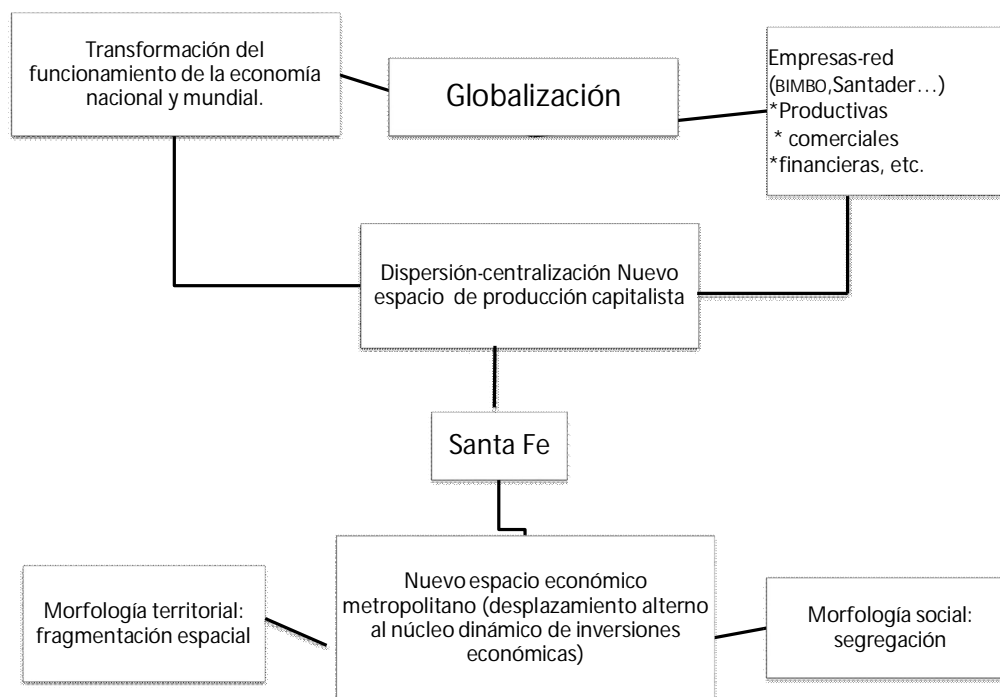 Transformación del
funcionamiento de la economía
nacional y mundial.
Globalización
Empresas-red
(BIMBO,Santader…)
*Productivas
* comerciales
*financieras, etc.
Dispersión-centralización Nuevo
espacio de producción capitalista
Santa Fe
Morfología territorial:
fragmentación espacial
Nuevo espacio económico
metropolitano (desplazamiento alterno
al núcleo dinámico de inversiones
económicas)
Morfología social:
segregación